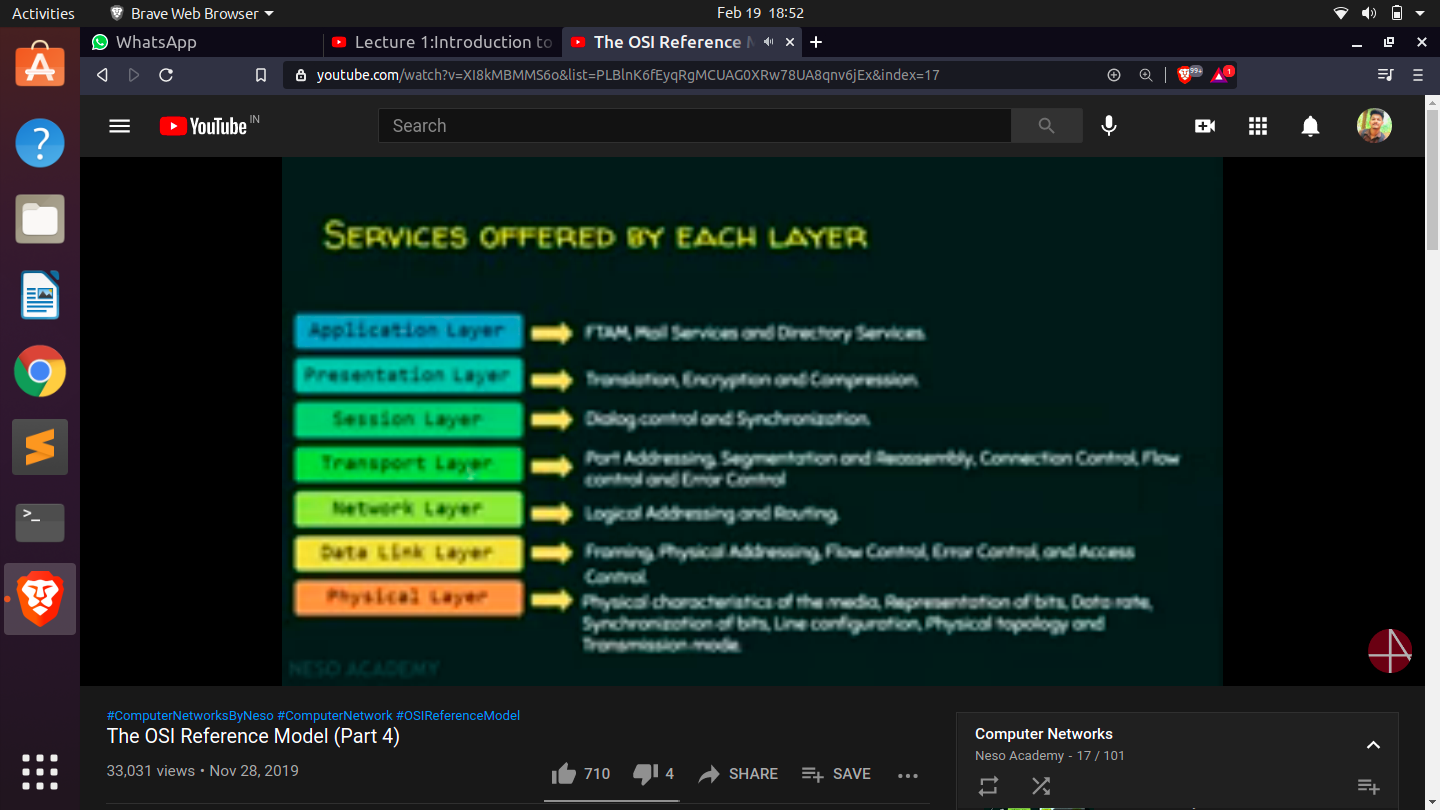 Activities
Brave Web Browser
Feb 19 18:52
WhatsApp
Lecture 1:Introduction to
The OSI Reference M
youtube.com/watch?v=XI8kMBMMS6o&list=PLBlnK6fEyqRgMCUAG0XRw78UA8qnv6jEx&index=17
99+
1
YouTube IN
Search
SERVICES OFFERED BY EACH LAYER
Application Layer
FTAM, Mail Services and Directory Services.
Presentation Layer
Translation, Encryption and Compression.
Session Layer
Dialog control and Synchronization.
Transport Layer
Port Addressing, Segmentation and Reassembly, Connection Control, Flow
control and Error Control
Network Layer
Logical Addressing and Routing.
Data Link Layer
Framing, Physical Addressing, Flow Control, Error Control, and Access
Control.
Physical Layer
Physical characteristics of the media, Representation of bits, Data rate,
Synchronization of bits, Line configuration, Physical topology and
Transmission mode.
NESO ACADEMY
#ComputerNetworksByNeso #ComputerNetwork #OSIReferenceModel
The OSI Reference Model (Part 4)
33,031 views • Nov 28, 2019
710
4
SHARE
SAVE
Computer Networks
Neso Academy - 17 / 101